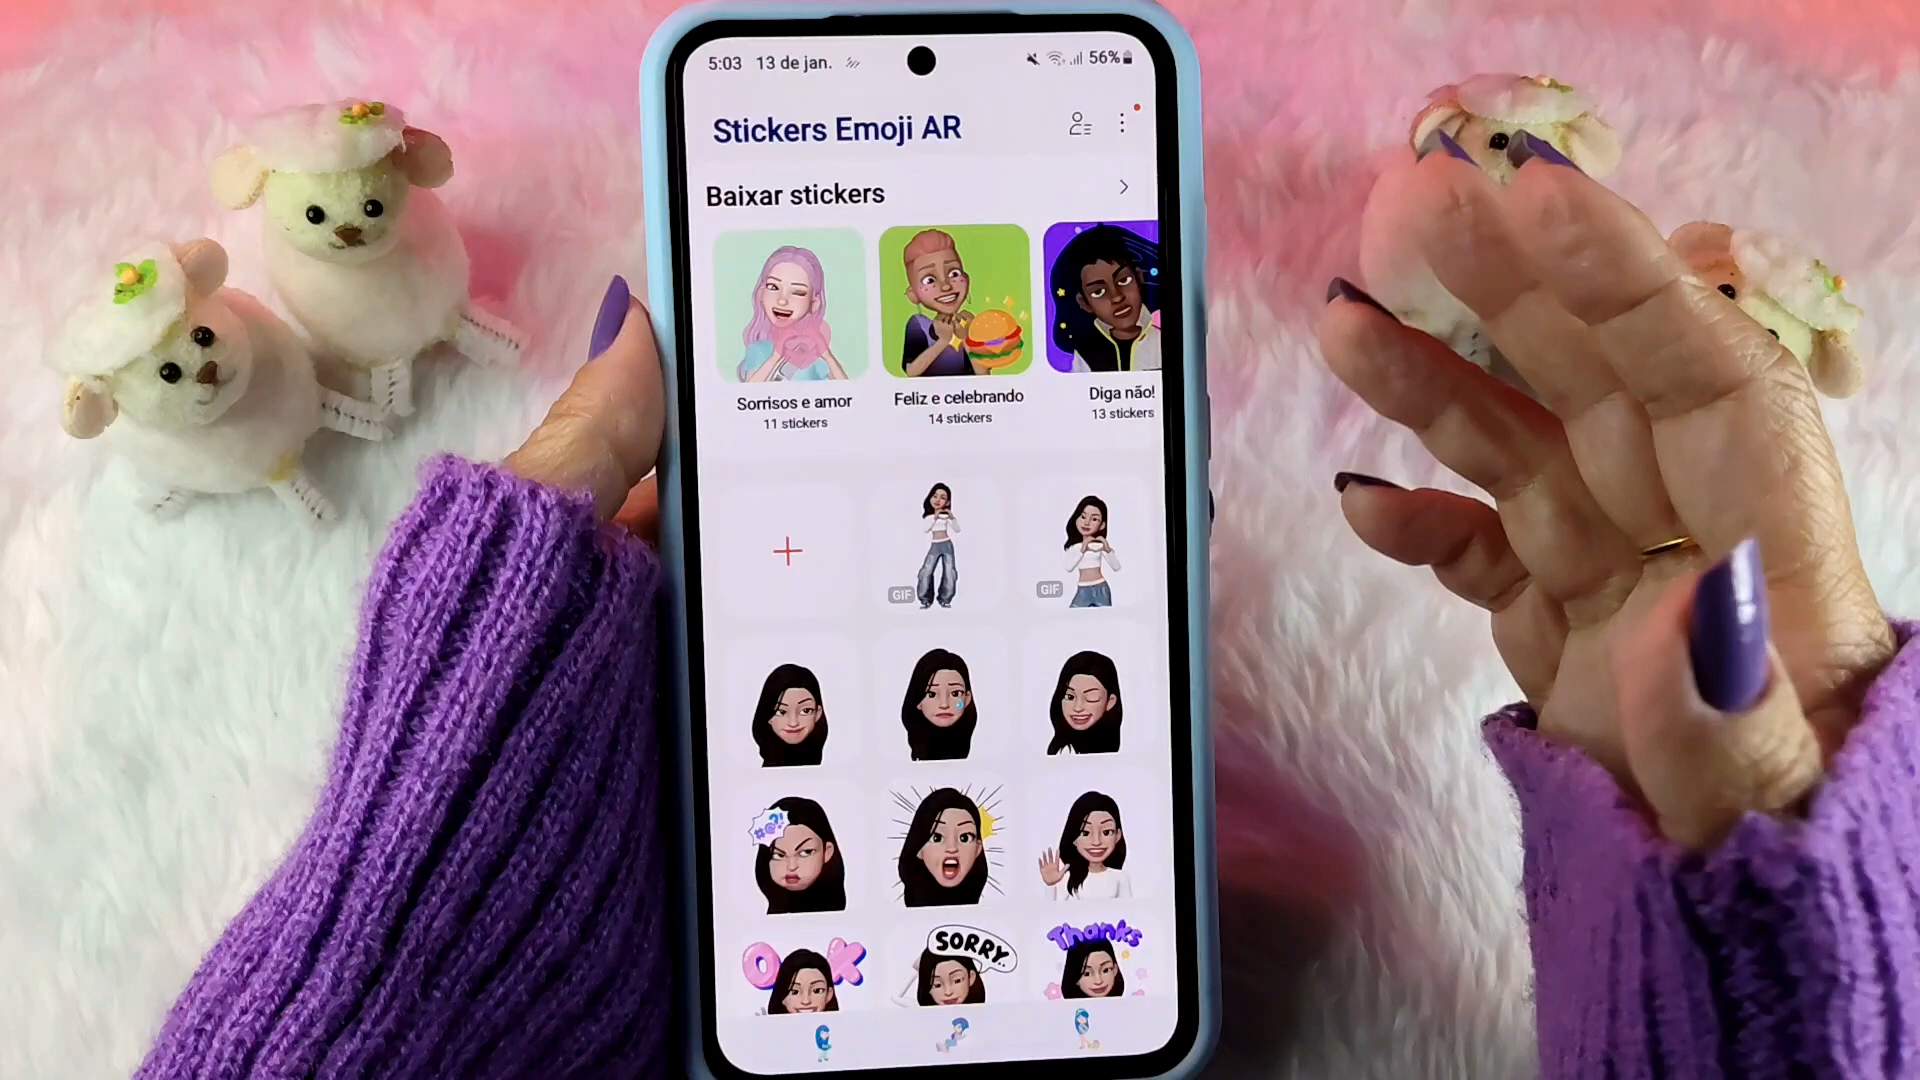 5:03 13 de jan. 56%
Stickers Emoji AR
Baixar stickers
Sorrisos e amor
11 stickers
Feliz e celebrando
14 stickers
Diga não!
13 stickers
GIF
GIF
#@?!
OK
SORRY..
Thanks